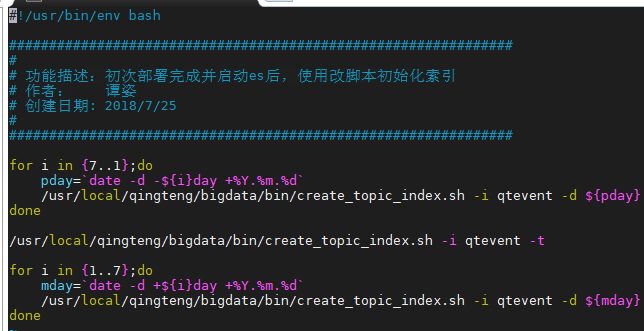 #!/usr/bin/env bash
###############################################################
#
# 功能描述：初次部署完成并启动es后，使用改脚本初始化索引
# 作者：    谭姿
# 创建日期: 2018/7/25
#
###############################################################
for i in {7..1};do
    pday=`date -d -${i}day +%Y.%m.%d`
    /usr/local/qingteng/bigdata/bin/create_topic_index.sh -i qtevent -d ${pday}
done
/usr/local/qingteng/bigdata/bin/create_topic_index.sh -i qtevent -t
for i in {1..7};do
    mday=`date -d +${i}day +%Y.%m.%d`
    /usr/local/qingteng/bigdata/bin/create_topic_index.sh -i qtevent -d ${mday}
done